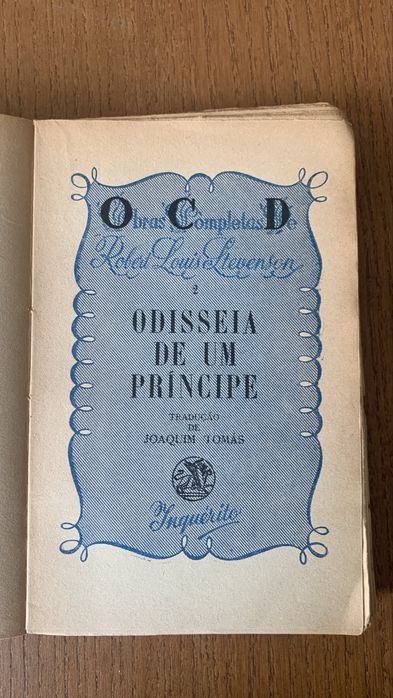 Obras Completas De
Robert Louis Stevenson
2
ODISSEIA
DE UM
PRÍNCIPE
TRADUÇÃO
DE
JOAQUIM TOMÁS
Inquérito